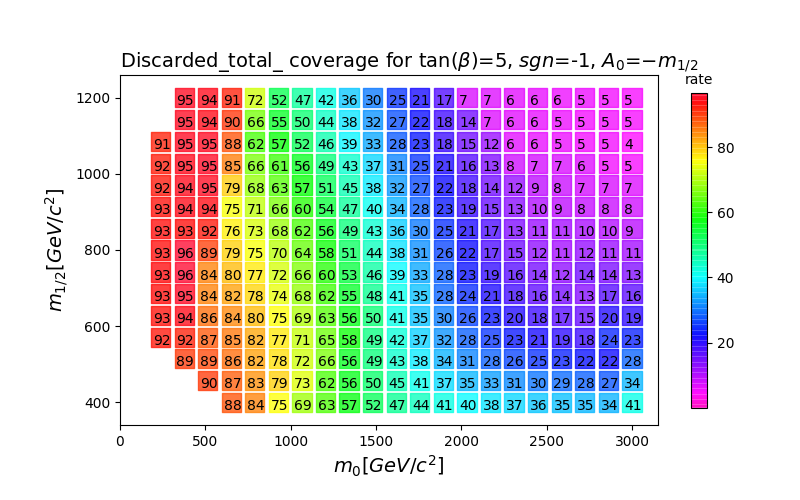 Discarded_total_ coverage for tan(β)=5, sgn=-1, A₀=−m₁/₂
rate
1200 95 94 91 72 52 47 42 36 30 25 21 17 7 7 6 6 6 5 5 5
95 94 90 66 55 50 44 38 32 27 22 18 14 7 6 6 5 5 5 5
91 95 95 88 62 57 52 46 39 33 28 23 18 15 12 6 6 5 5 5 4
1000 92 95 95 85 66 61 56 49 43 37 31 25 21 16 13 8 7 7 6 5 5
92 94 95 79 68 63 57 51 45 38 32 27 22 18 14 12 9 8 7 7 7
93 94 94 75 71 66 60 54 47 40 34 28 23 19 15 13 10 9 8 8 8
93 93 92 76 73 68 62 56 49 43 36 30 25 21 17 13 11 11 10 10 9
800 93 96 89 79 75 70 64 58 51 44 38 31 26 22 17 15 12 11 12 11 11
93 96 84 80 77 72 66 60 53 46 39 33 28 23 19 16 14 12 14 14 13
93 95 84 82 78 74 68 62 55 48 41 35 28 24 21 18 16 14 13 17 16
600 93 94 86 84 80 75 69 63 56 50 41 35 30 26 23 20 18 17 15 20 19
92 92 87 85 82 77 71 65 58 49 42 37 32 28 25 23 21 19 18 24 23
89 89 86 82 78 72 66 56 49 43 38 34 31 28 26 25 23 22 22 28
90 87 83 79 73 62 56 50 45 41 37 35 33 31 30 29 28 27 34
400 88 84 75 69 63 57 52 47 44 41 40 38 37 36 35 35 34 41
0 500 1000 1500 2000 2500 3000
m₀[GeV/c²]
m₁/₂[GeV/c²]
80
60
40
20